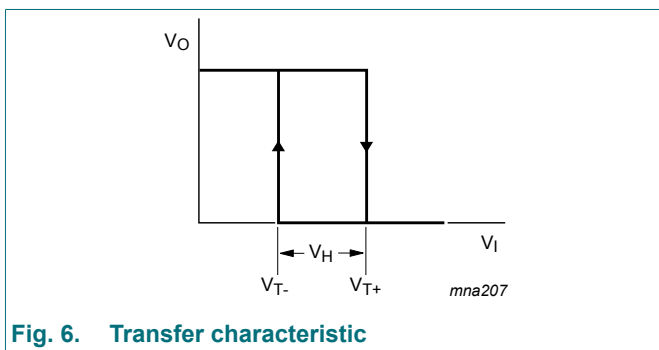 VO
VH
VI
VT-
VT+
mna207
Fig. 6. Transfer characteristic